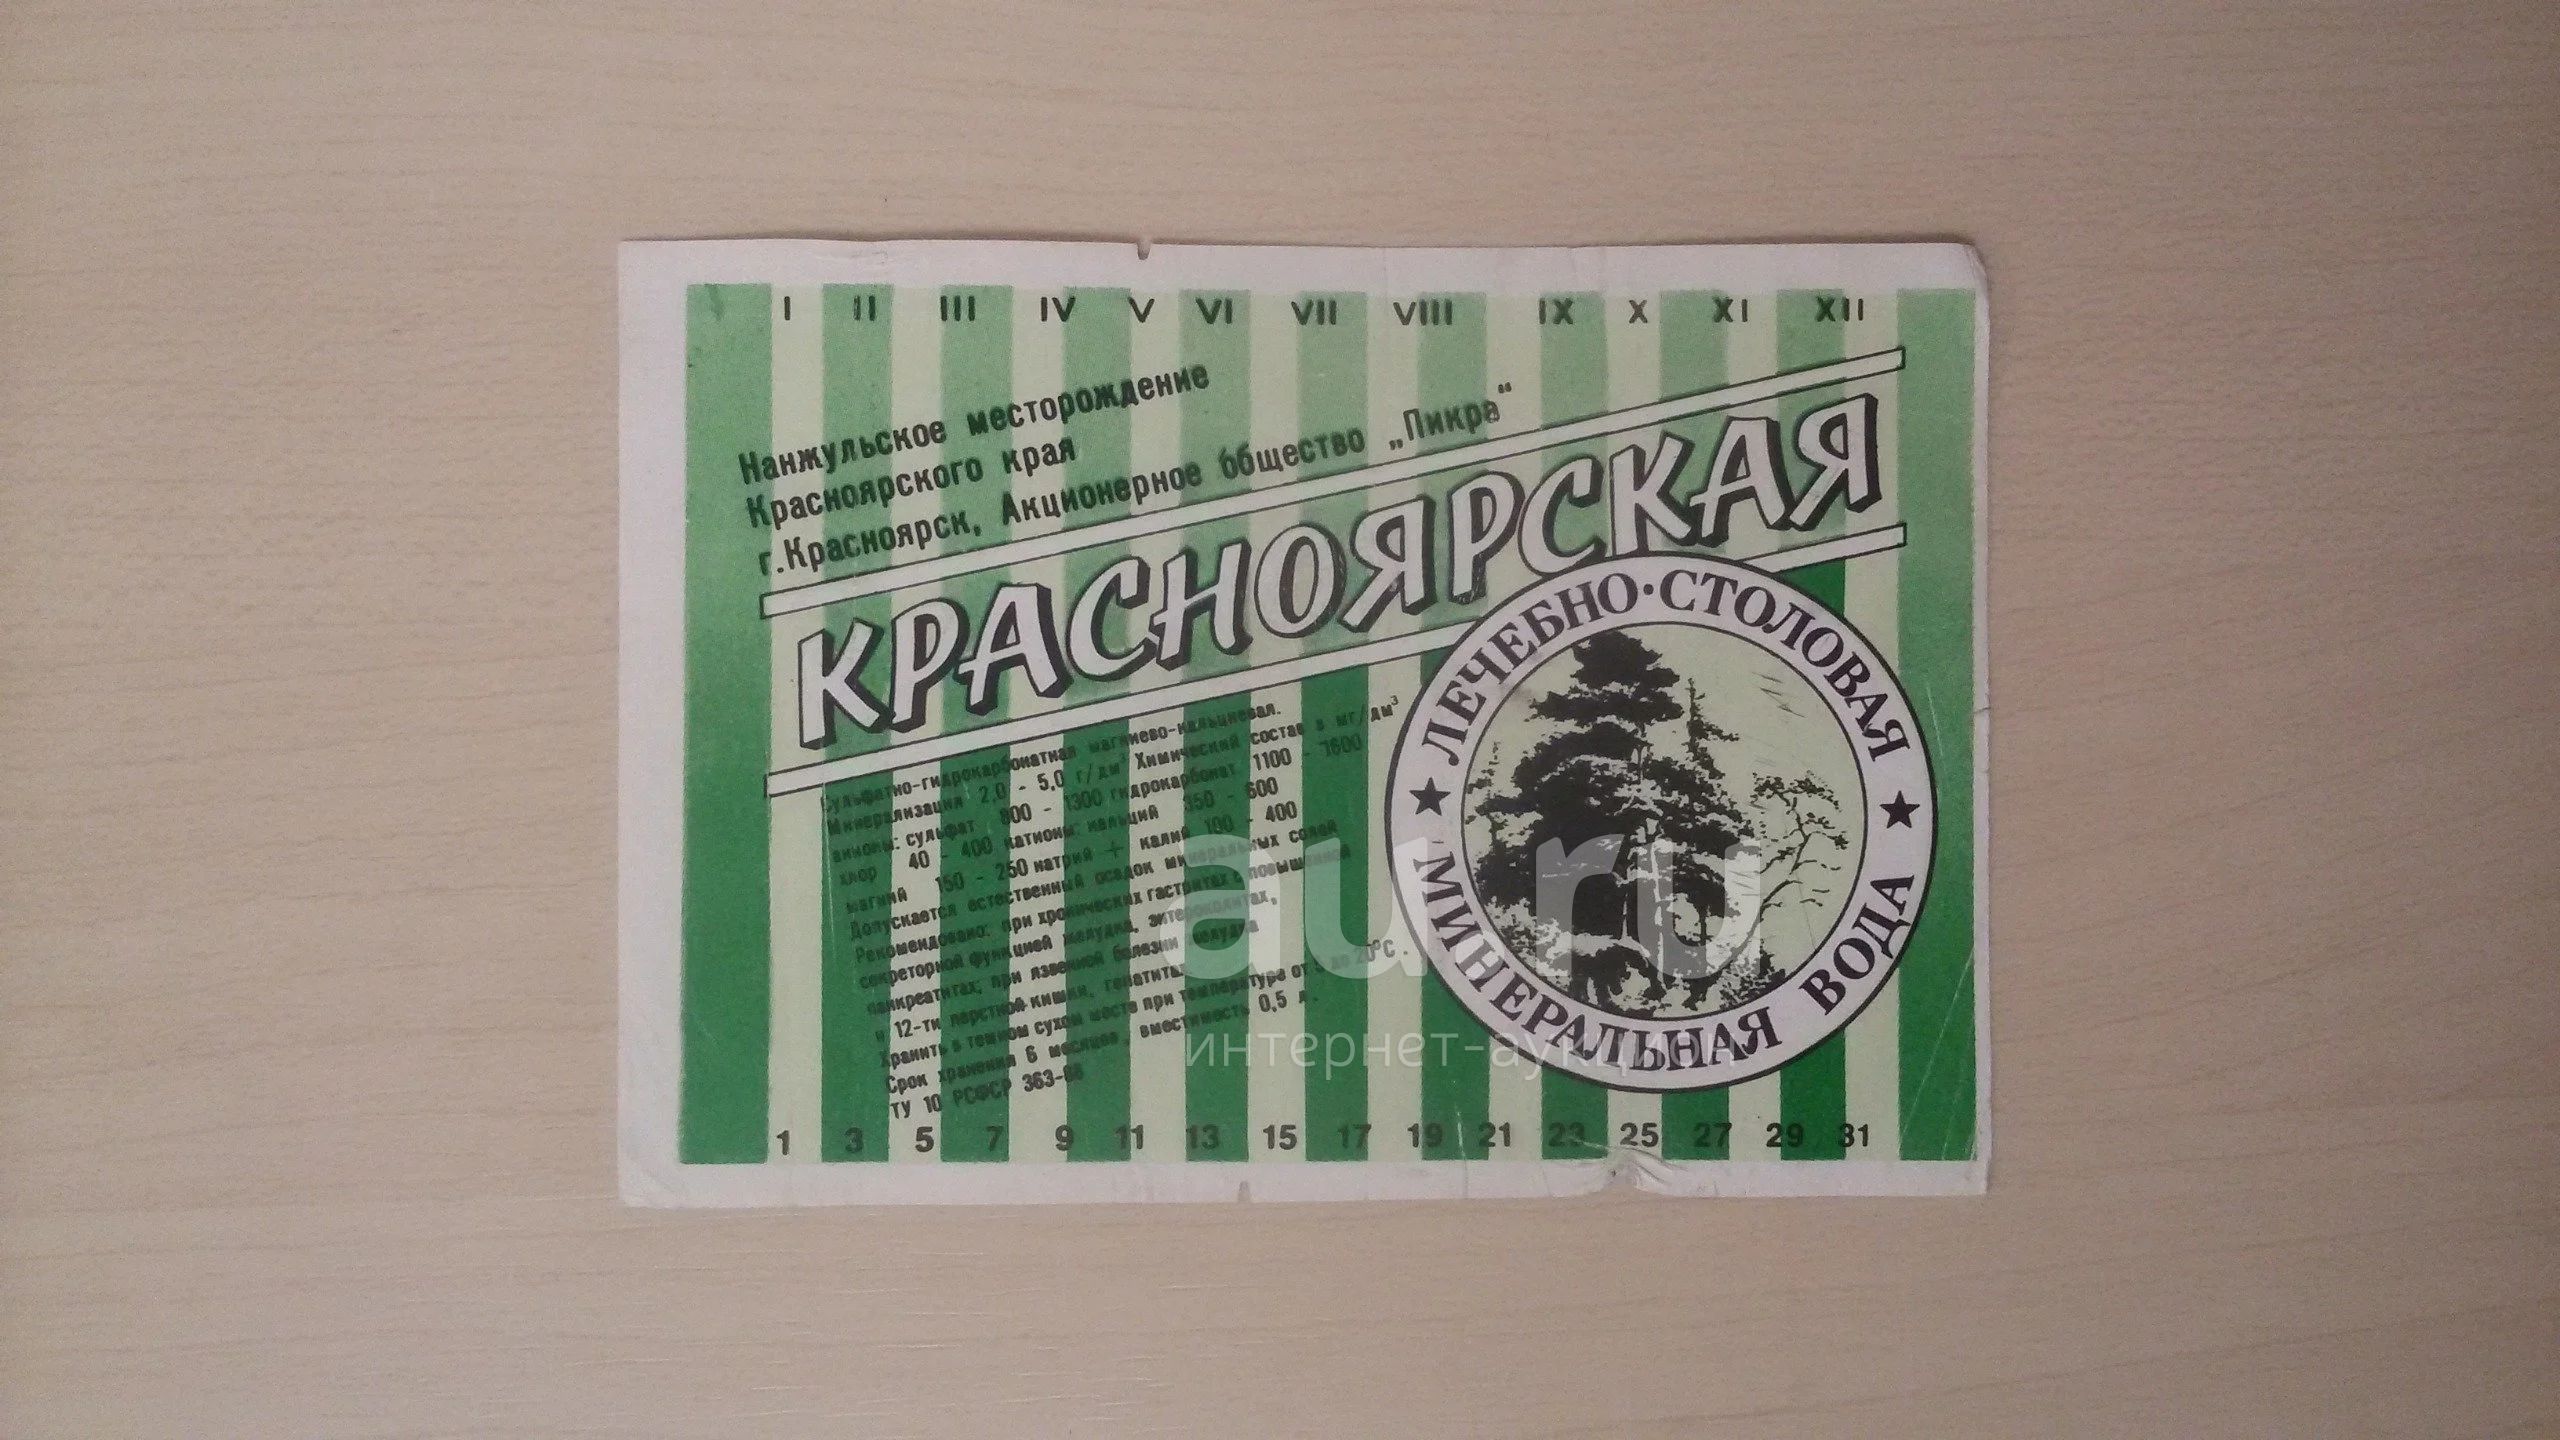 I II III IV V VI VII VIII IX X XI XII
Нанжульское месторождение
Красноярского края
г.Красноярск, Акционерное общество „Пикра“
КРАСНОЯРСКАЯ
ЛЕЧЕБНО·СТОЛОВАЯ
★ МИНЕРАЛЬНАЯ ВОДА ★
Сульфатно-гидрокарбонатная магниево-кальциевая.
Минерализация 2,0 - 5,0 г/дм³ Химический состав в мг/дм³
анионы: сульфат 800 - 1300 гидрокарбонат 1100 - 1600
хлор 40 - 400 катионы: кальций 350 - 600
магний 150 - 250 натрий + калий 100 - 400
Допускается естественный осадок минеральных солей
Рекомендовано: при хронических гастритах с повышенной
секреторной функцией желудка, энтероколитах,
панкреатитах, при язвенной болезни желудка
и 12-ти перстной кишки, гепатитах
Хранить в темном сухом месте при температуре от 5 до 20°С.
Срок хранения 6 месяцев, вместимость 0,5 л.
ТУ 10 РСФСР 363-88
1 3 5 7 9 11 13 15 17 19 21 23 25 27 29 31
au.ru
интернет-аукцион